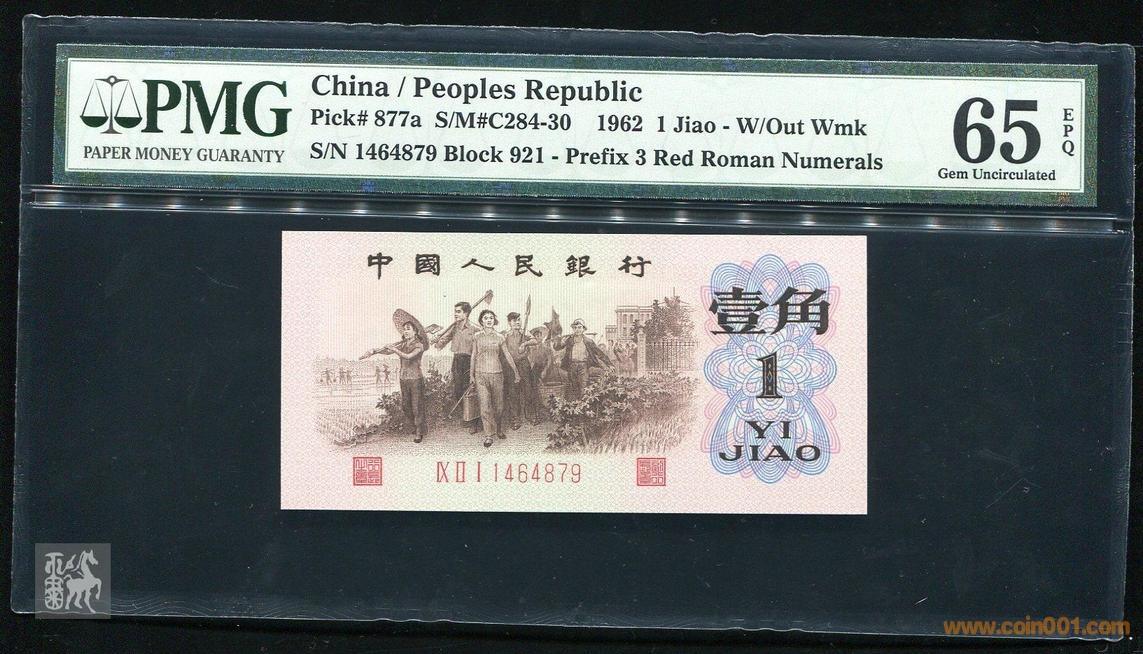 PMG
PAPER MONEY GUARANTY
China / Peoples Republic
Pick# 877a S/M#C284-30 1962 1 Jiao - W/Out Wmk
S/N 1464879 Block 921 - Prefix 3 Red Roman Numerals
65
EPQ
Gem Uncirculated
中國人民銀行
壹角
1
YI
JIAO
IX II I 1464879
www.coin001.com